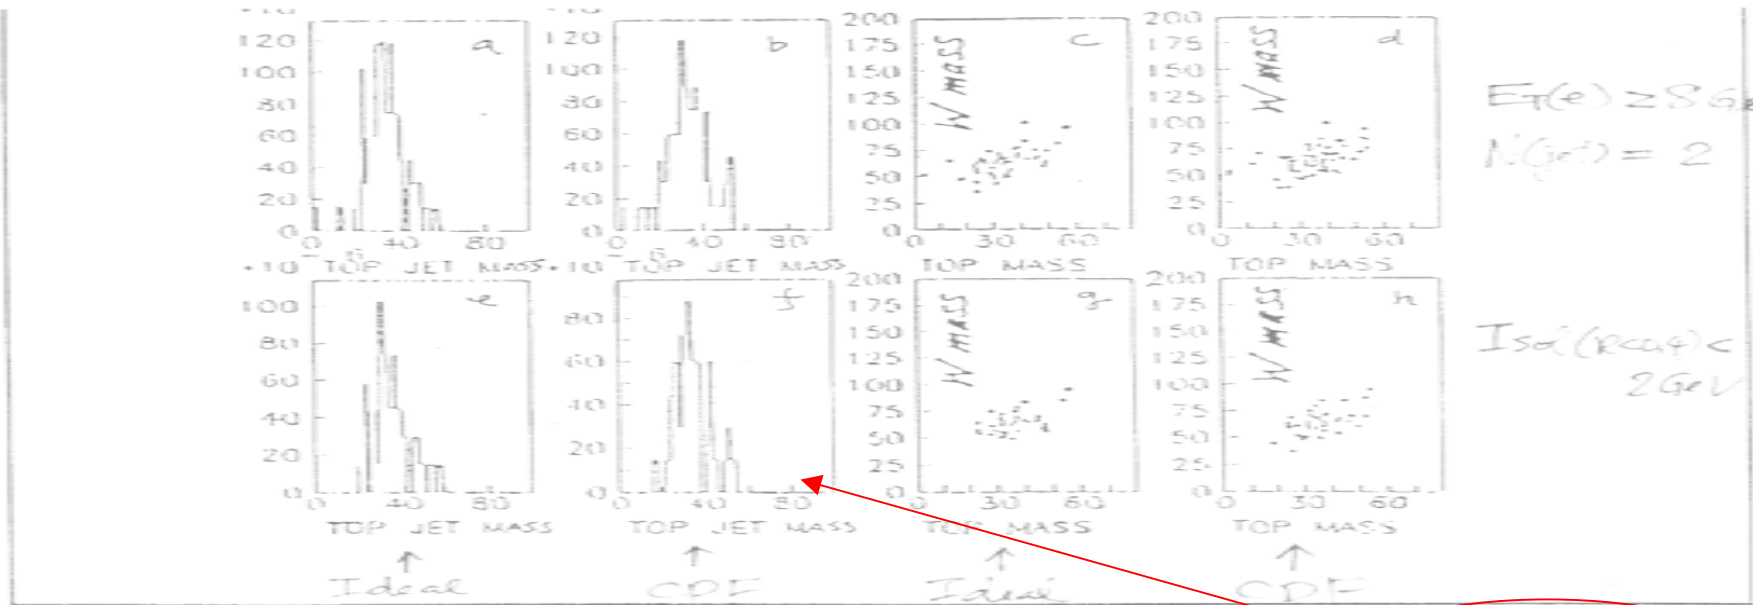 120 100 80 60 40 20 0
a
0 40 80
TOP JET MASS
120 100 80 60 40 20 0
b
0 40 80
TOP JET MASS
200 175 150 125 100 75 50 25 0
W mass
c
0 30 60
TOP MASS
200 175 150 125 100 75 50 25 0
W mass
d
0 30 60
TOP MASS
ET(e) ≥ 8
N(jet) = 2
*10
100 80 60 40 20 0
e
0 40 80
TOP JET MASS
*10
80 60 40 20 0
f
0 40 80
TOP JET MASS
200 175 150 125 100 75 50 25 0
W mass
g
0 30 60
TOP MASS
200 175 150 125 100 75 50 25 0
W mass
h
0 30 60
TOP MASS
<
2 GeV
↑ ↑ ↑ ↑
Ideal CDF Ideal CDF